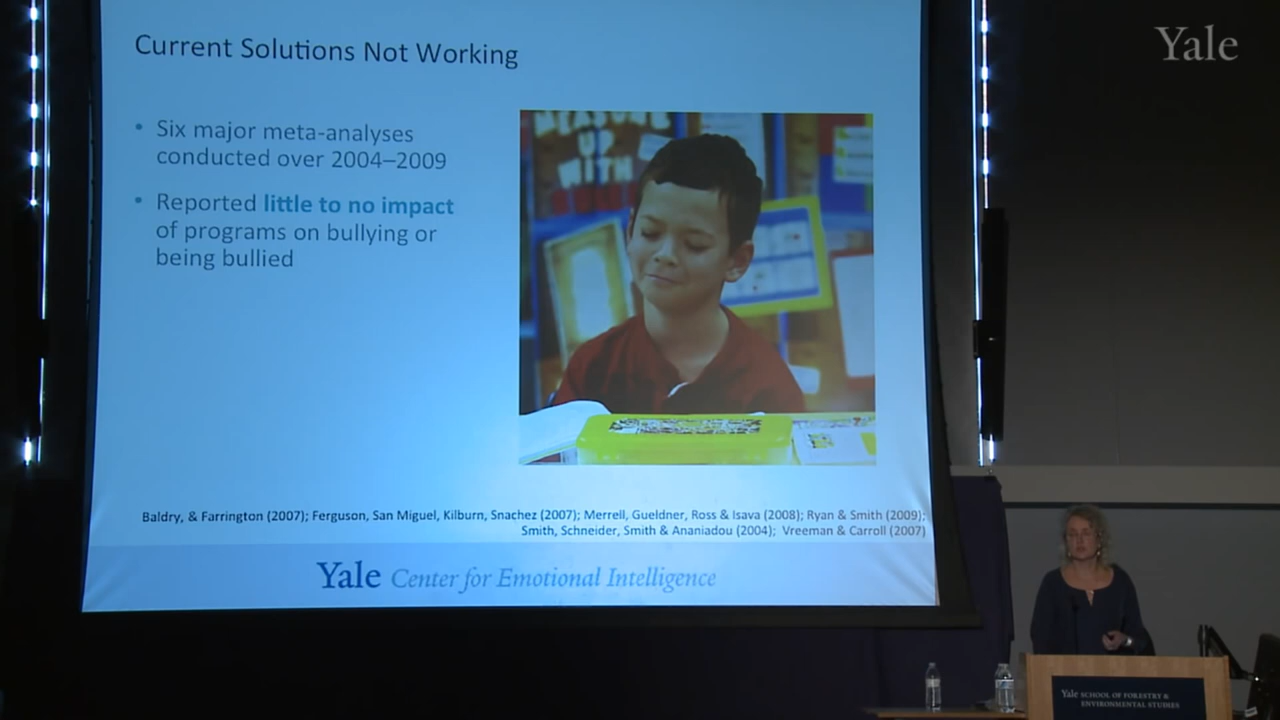 Yale
Current Solutions Not Working
• Six major meta-analyses
conducted over 2004–2009
• Reported little to no impact
of programs on bullying or
being bullied
WITH
Baldry, & Farrington (2007); Ferguson, San Miguel, Kilburn, Snachez (2007); Merrell, Gueldner, Ross & Isava (2008); Ryan & Smith (2009);
Smith, Schneider, Smith & Ananiadou (2004); Vreeman & Carroll (2007)
Yale Center for Emotional Intelligence
Yale SCHOOL OF FORESTRY &
ENVIRONMENTAL STUDIES